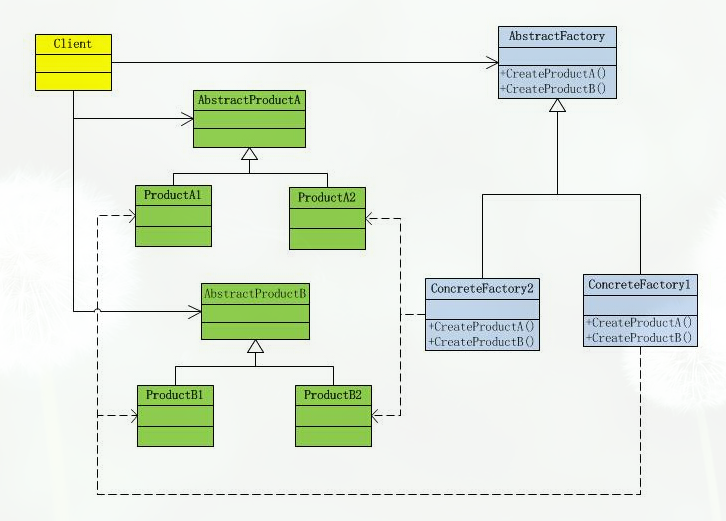 Client
AbstractFactory
+CreateProductA()
+CreateProductB()
AbstractProductA
ProductA1
ProductA2
AbstractProductB
ConcreteFactory2
+CreateProductA()
+CreateProductB()
ConcreteFactory1
+CreateProductA()
+CreateProductB()
ProductB1
ProductB2